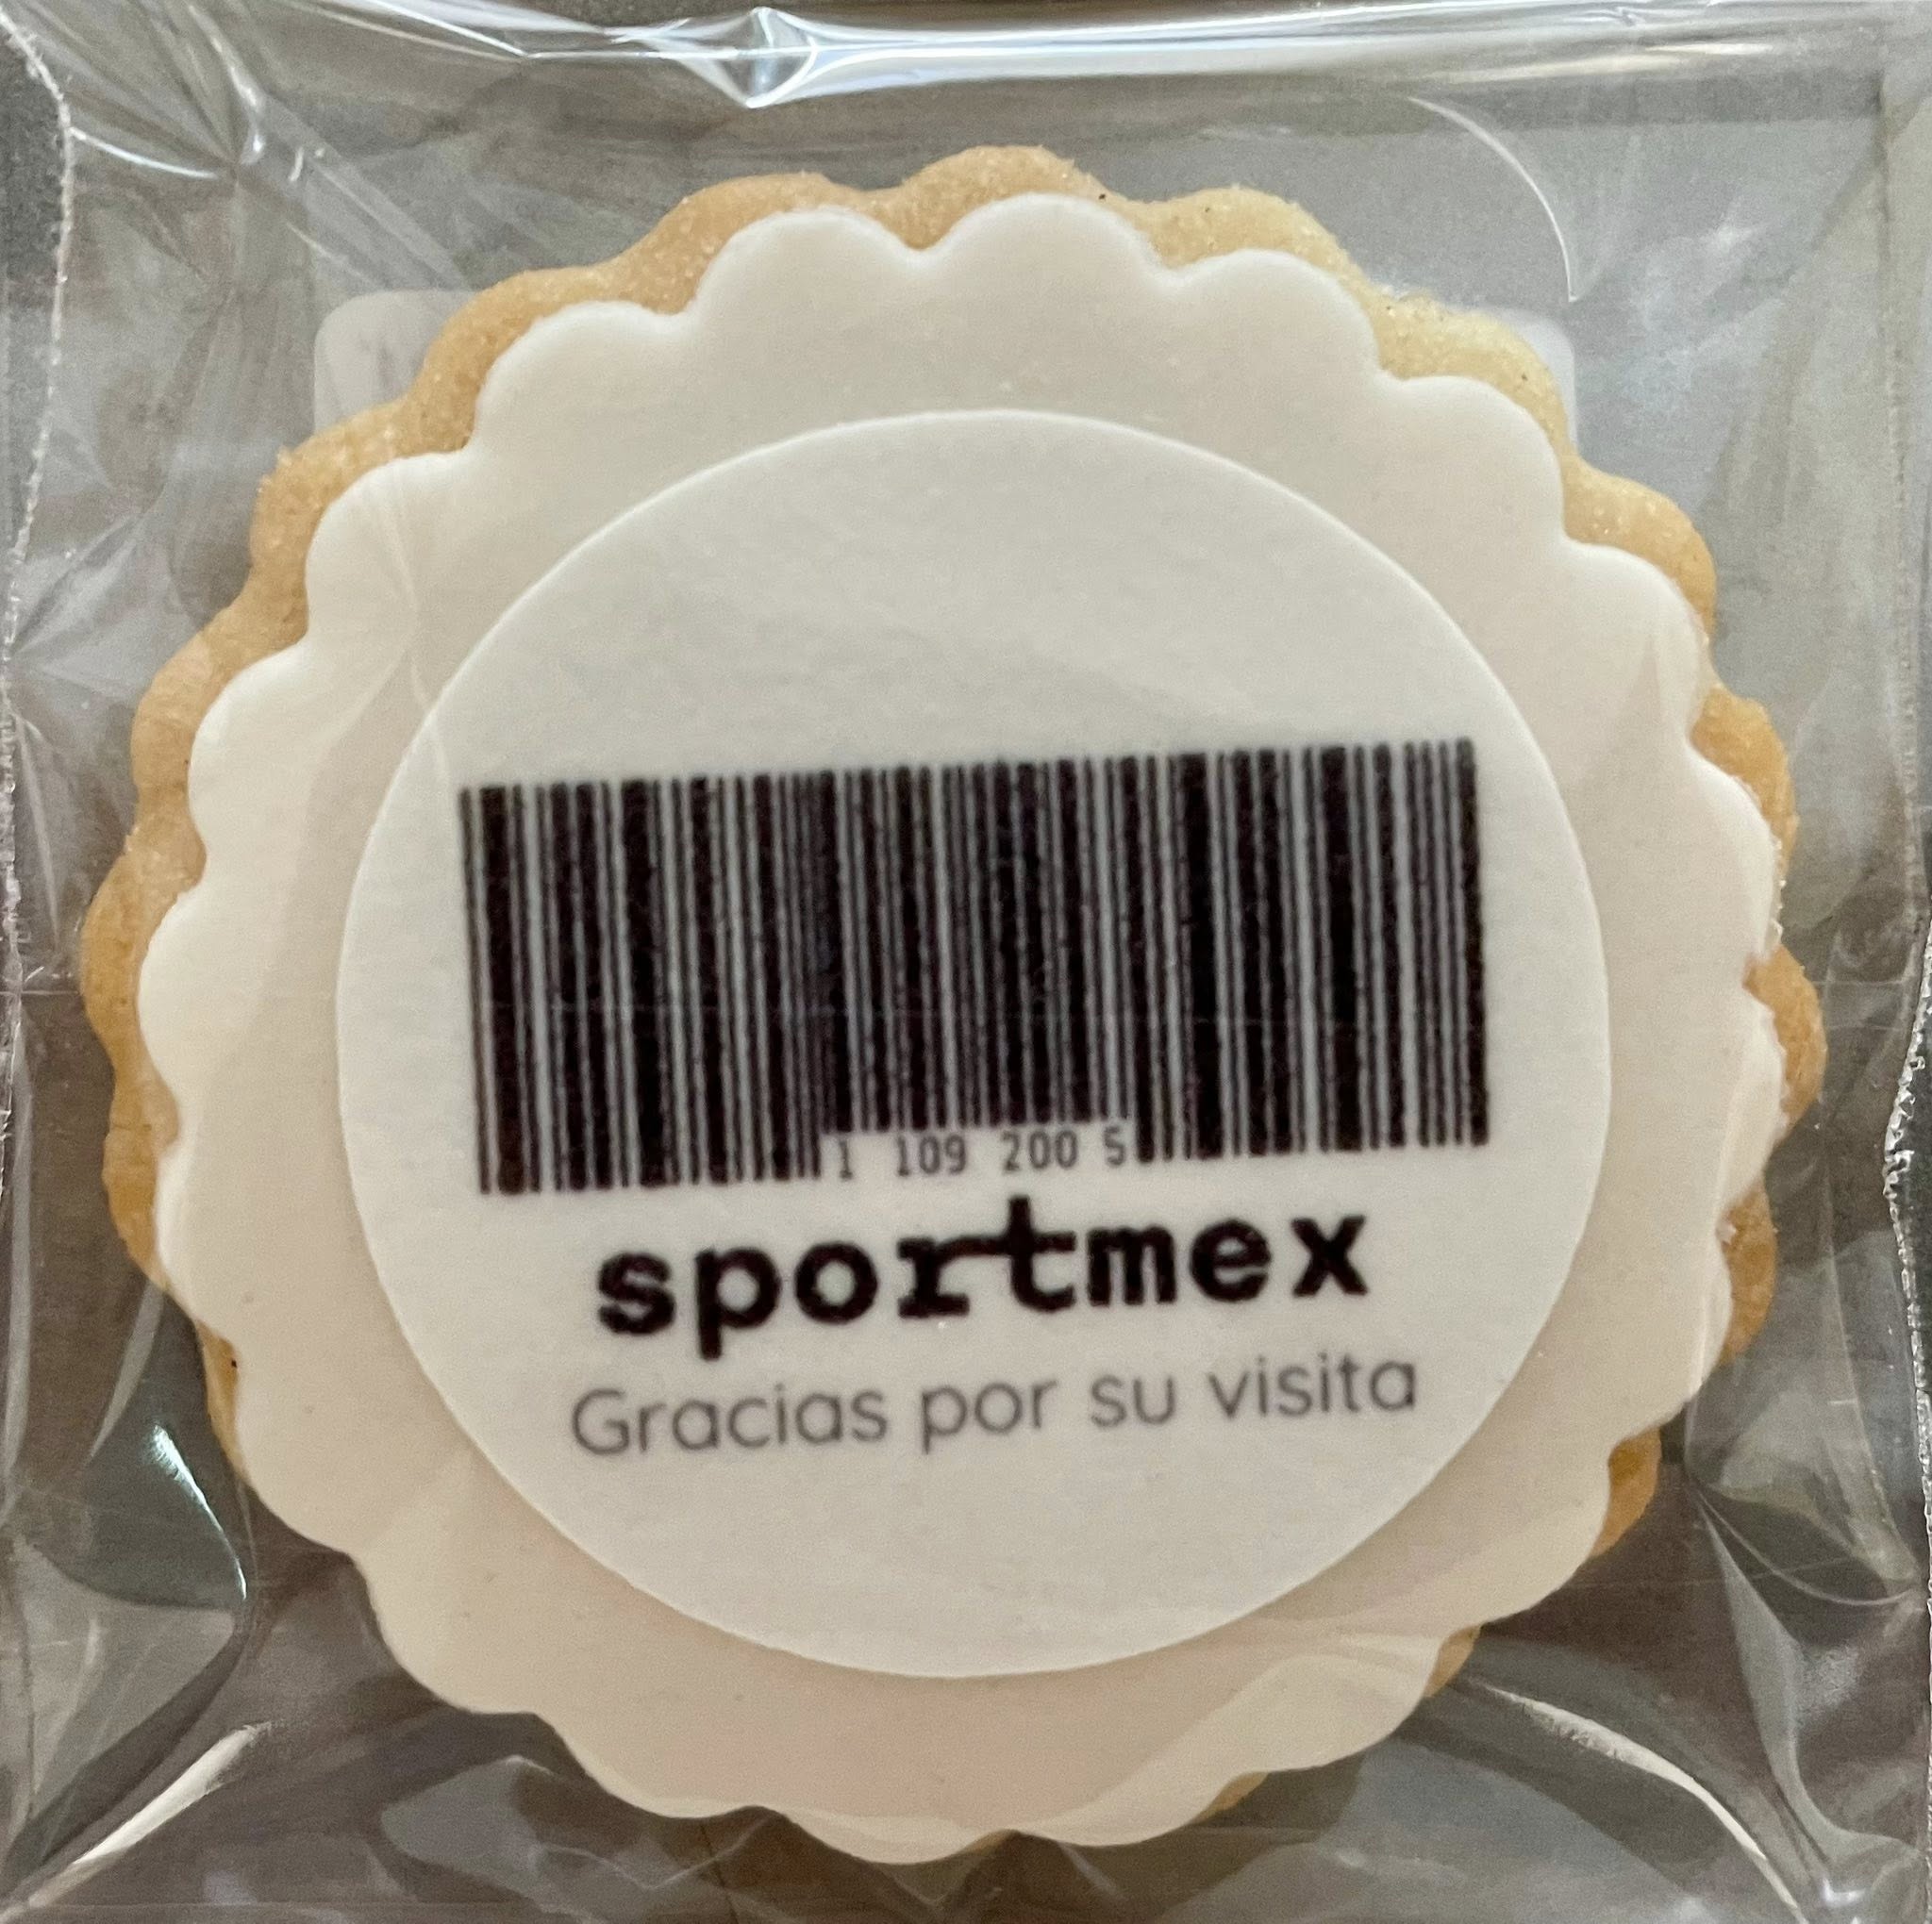 1 109 200 5
sportmex
Gracias por su visita